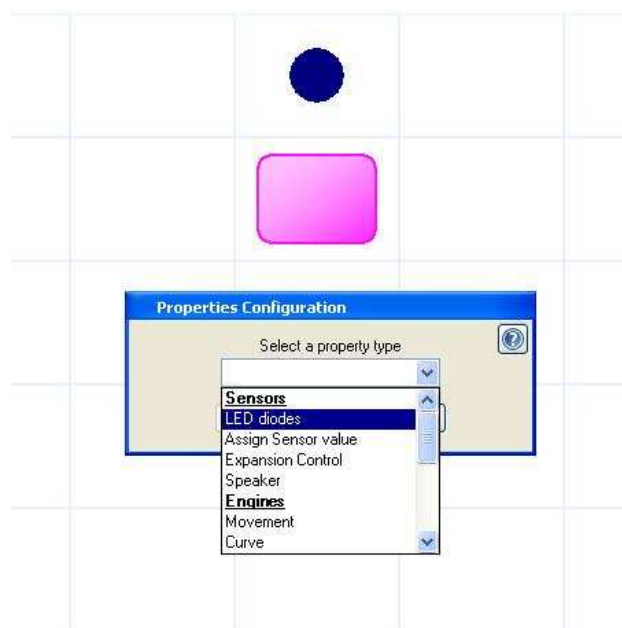 Properties Configuration
Select a property type
Sensors
LED diodes
Assign Sensor value
Expansion Control
Speaker
Engines
Movement
Curve